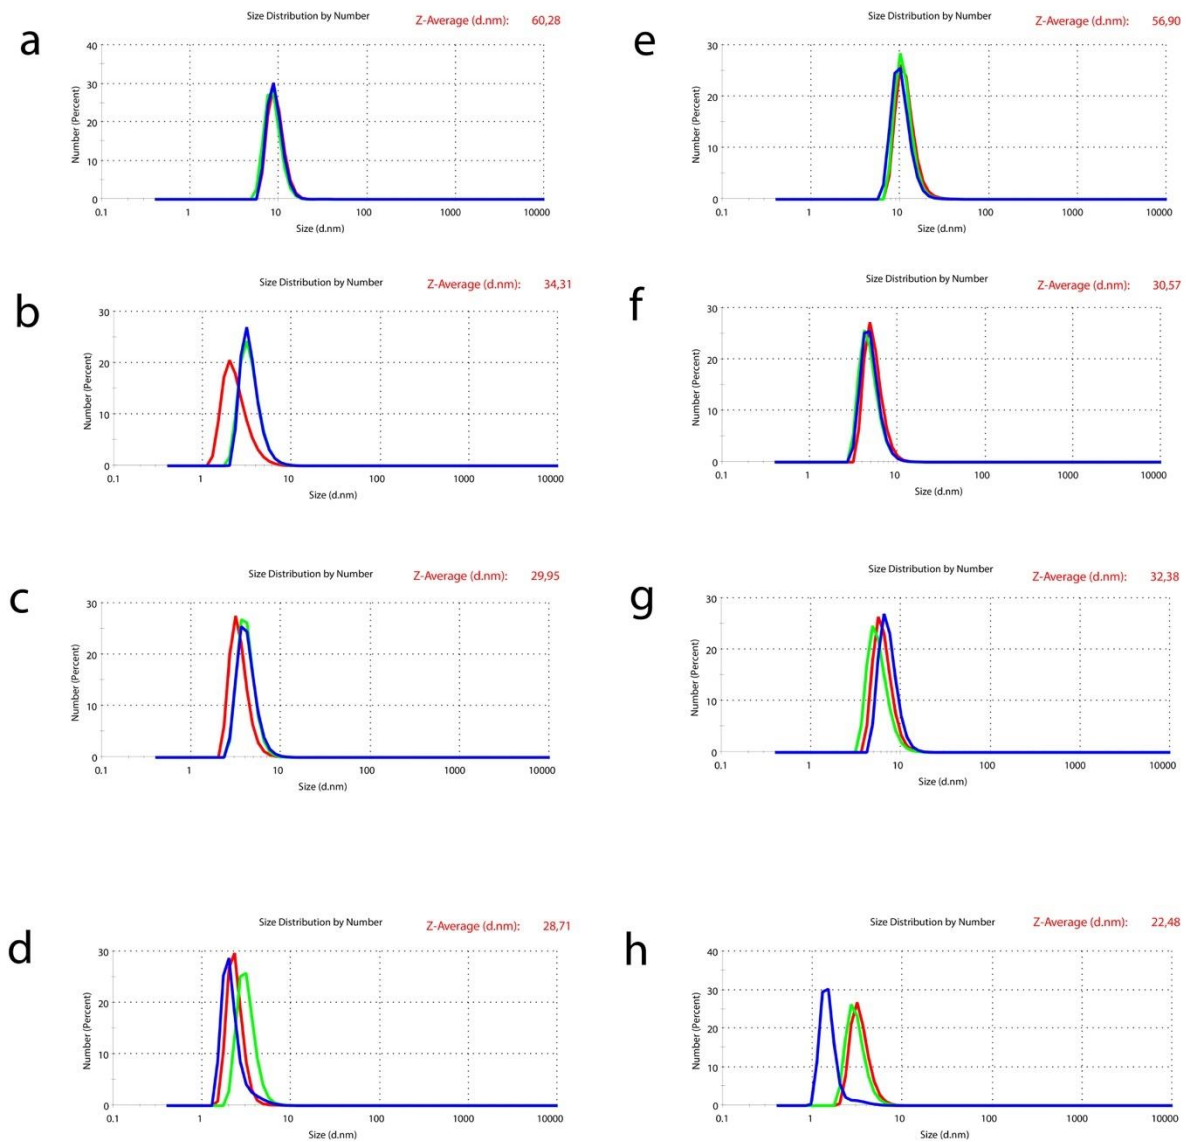 a
Size Distribution by Number
Z-Average (d.nm): 60,28
Number (Percent)
40
30
20
10
0
0.1
1
10
100
1000
10000
Size (d.nm)
e
Size Distribution by Number
Z-Average (d.nm): 56,90
Number (Percent)
30
20
10
0
0.1
1
10
100
1000
10000
Size (d.nm)
b
Size Distribution by Number
Z-Average (d.nm): 34,31
Number (Percent)
30
20
10
0
0.1
1
10
100
1000
10000
Size (d.nm)
f
Size Distribution by Number
Z-Average (d.nm): 30,57
Number (Percent)
30
20
10
0
0.1
1
10
100
1000
10000
Size (d.nm)
c
Size Distribution by Number
Z-Average (d.nm): 29,95
Number (Percent)
30
20
10
0
0.1
1
10
100
1000
10000
Size (d.nm)
g
Size Distribution by Number
Z-Average (d.nm): 32,38
Number (Percent)
30
20
10
0
0.1
1
10
100
1000
10000
Size (d.nm)
d
Size Distribution by Number
Z-Average (d.nm): 28,71
Number (Percent)
30
20
10
0
0.1
1
10
100
1000
10000
Size (d.nm)
h
Size Distribution by Number
Z-Average (d.nm): 22,48
Number (Percent)
40
30
20
10
0
0.1
1
10
100
1000
10000
Size (d.nm)